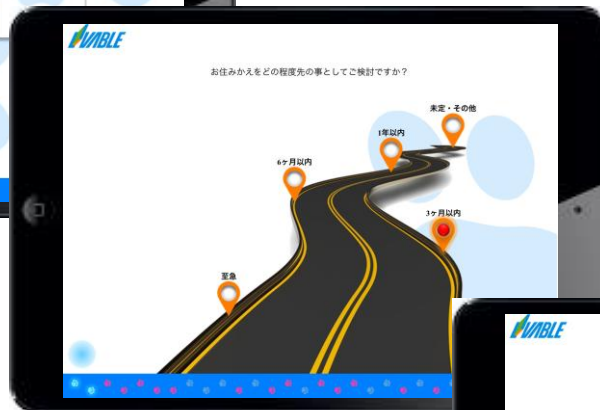 VABLE
お住みかえをどの程度先の事としてご検討ですか？
未定・その他
1年以内
6ヶ月以内
3ヶ月以内
至急
VABLE